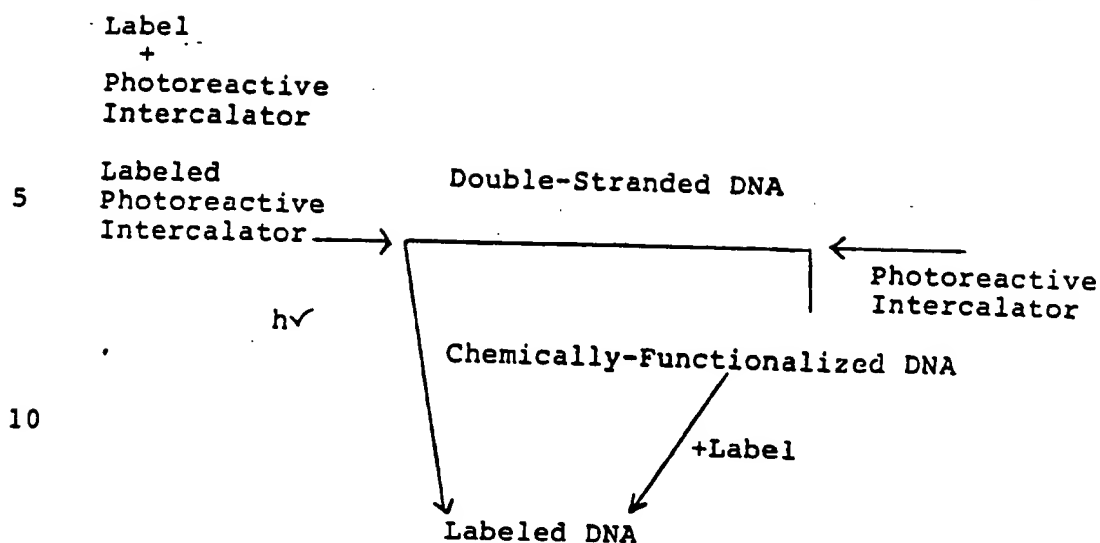 Label
+
Photoreactive
Intercalator
Labeled
5 Photoreactive
Intercalator
Double-Stranded DNA
Photoreactive
Intercalator
hν
Chemically-Functionalized DNA
10
+Label
Labeled DNA